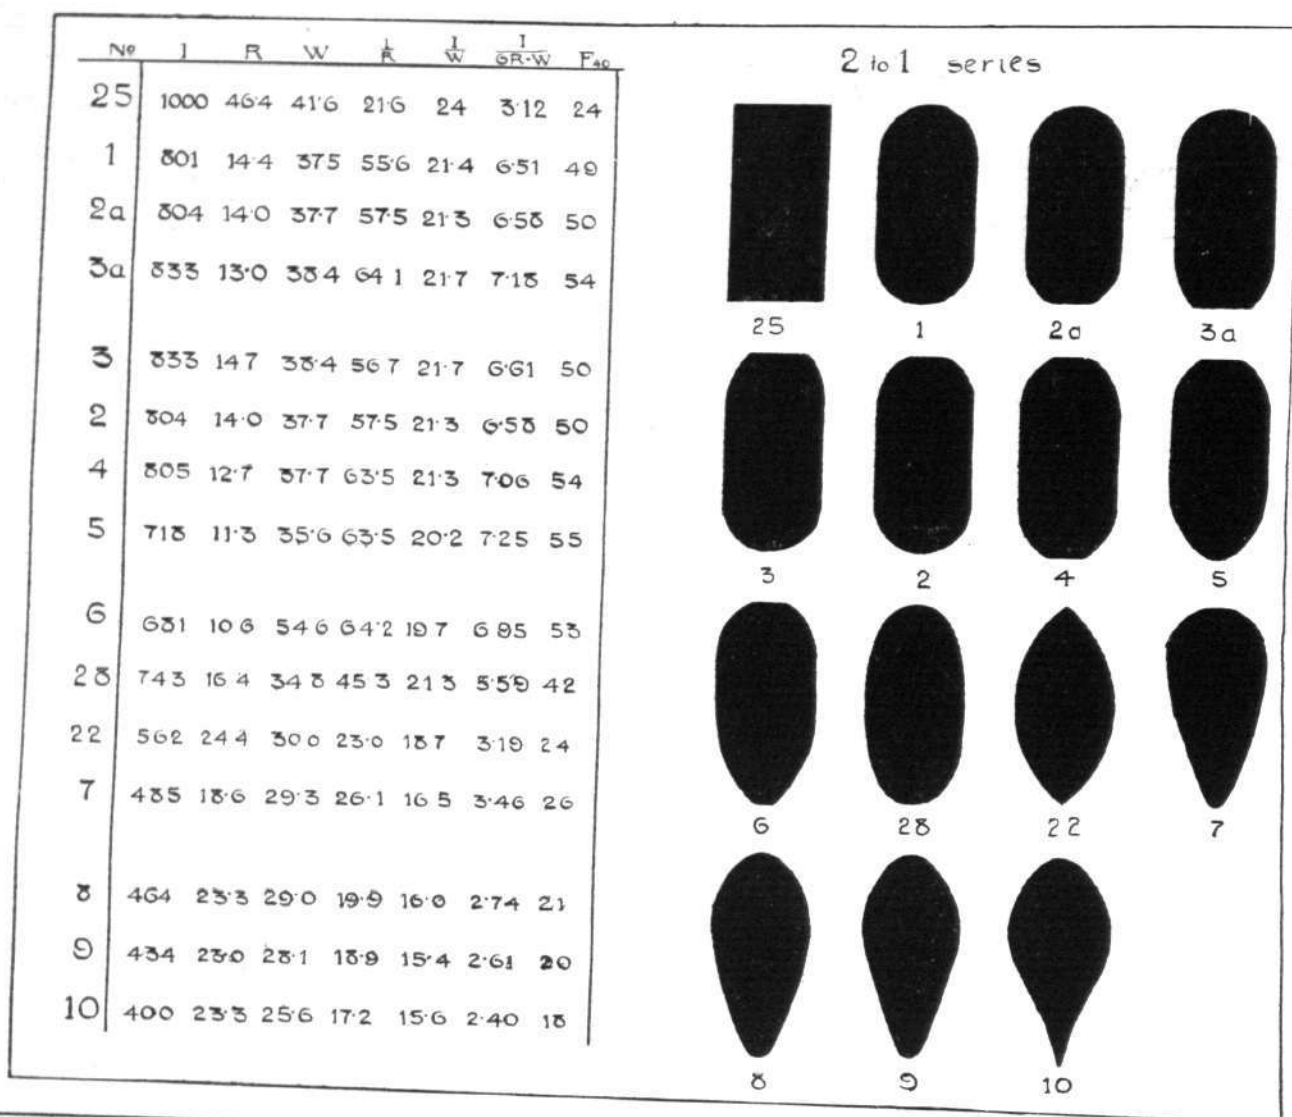 Nº I R W I/R I/W I/6R·W F40
25 1000 46·4 41·6 21·6 24 3·12 24
1 801 14·4 37·5 55·6 21·4 6·51 49
2a 804 14·0 37·7 57·5 21·3 6·58 50
3a 833 13·0 38·4 64·1 21·7 7·18 54
3 833 14·7 38·4 56·7 21·7 6·61 50
2 804 14·0 37·7 57·5 21·3 6·58 50
4 805 12·7 37·7 63·5 21·3 7·06 54
5 718 11·3 35·6 63·5 20·2 7·25 55
6 681 10 6 54 6 64·2 19 7 6 95 53
28 743 16 4 34 8 45 3 21 3 5·59 42
22 562 24 4 30 0 23·0 18 7 3·19 24
7 485 18·6 29·3 26·1 16 5 3·46 26
8 464 23·3 29·0 19·9 16·0 2·74 21
9 434 23·0 28·1 18·9 15·4 2·61 20
10 400 23·3 25·6 17·2 15·6 2·40 18
2 to 1 series
25 1 2a 3a
3 2 4 5
6 28 22 7
8 9 10